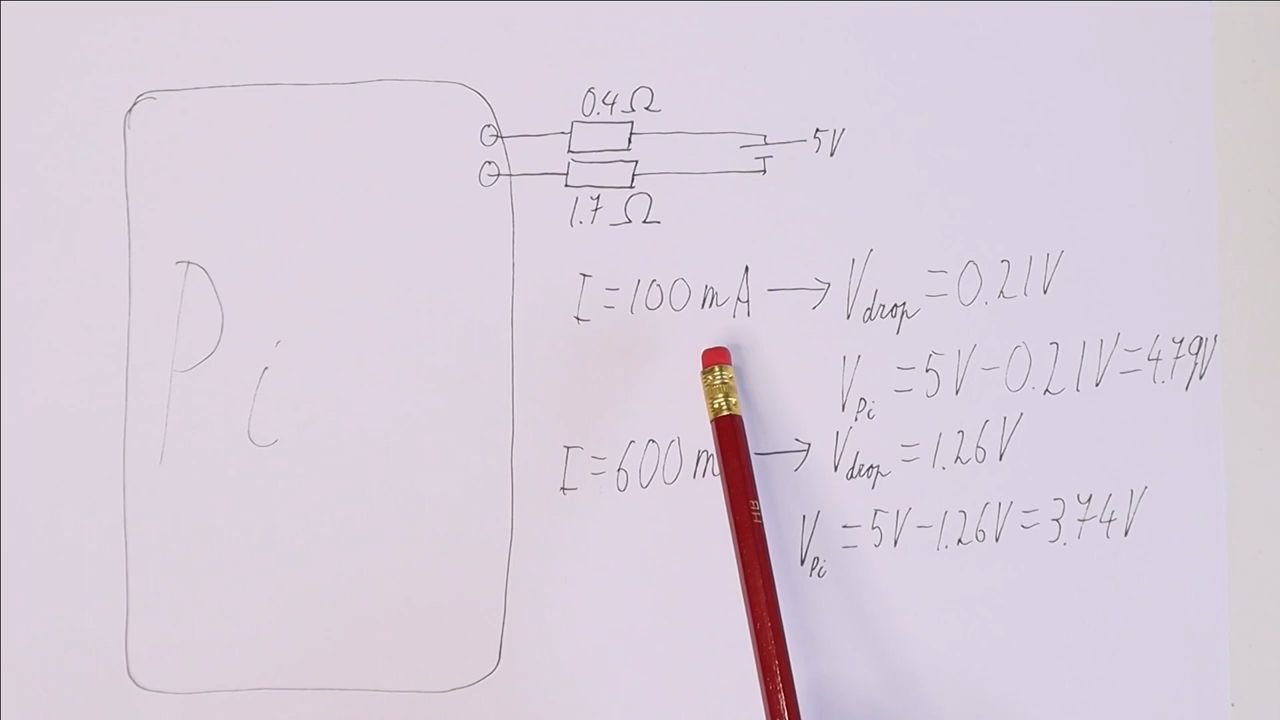 0.4Ω
5V
1.7Ω
I=100mA → Vdrop=0.21V
VPi=5V-0.21V=4.79V
Pi
I=600m → Vdrop=1.26V
VPi=5V-1.26V=3.74V
HB